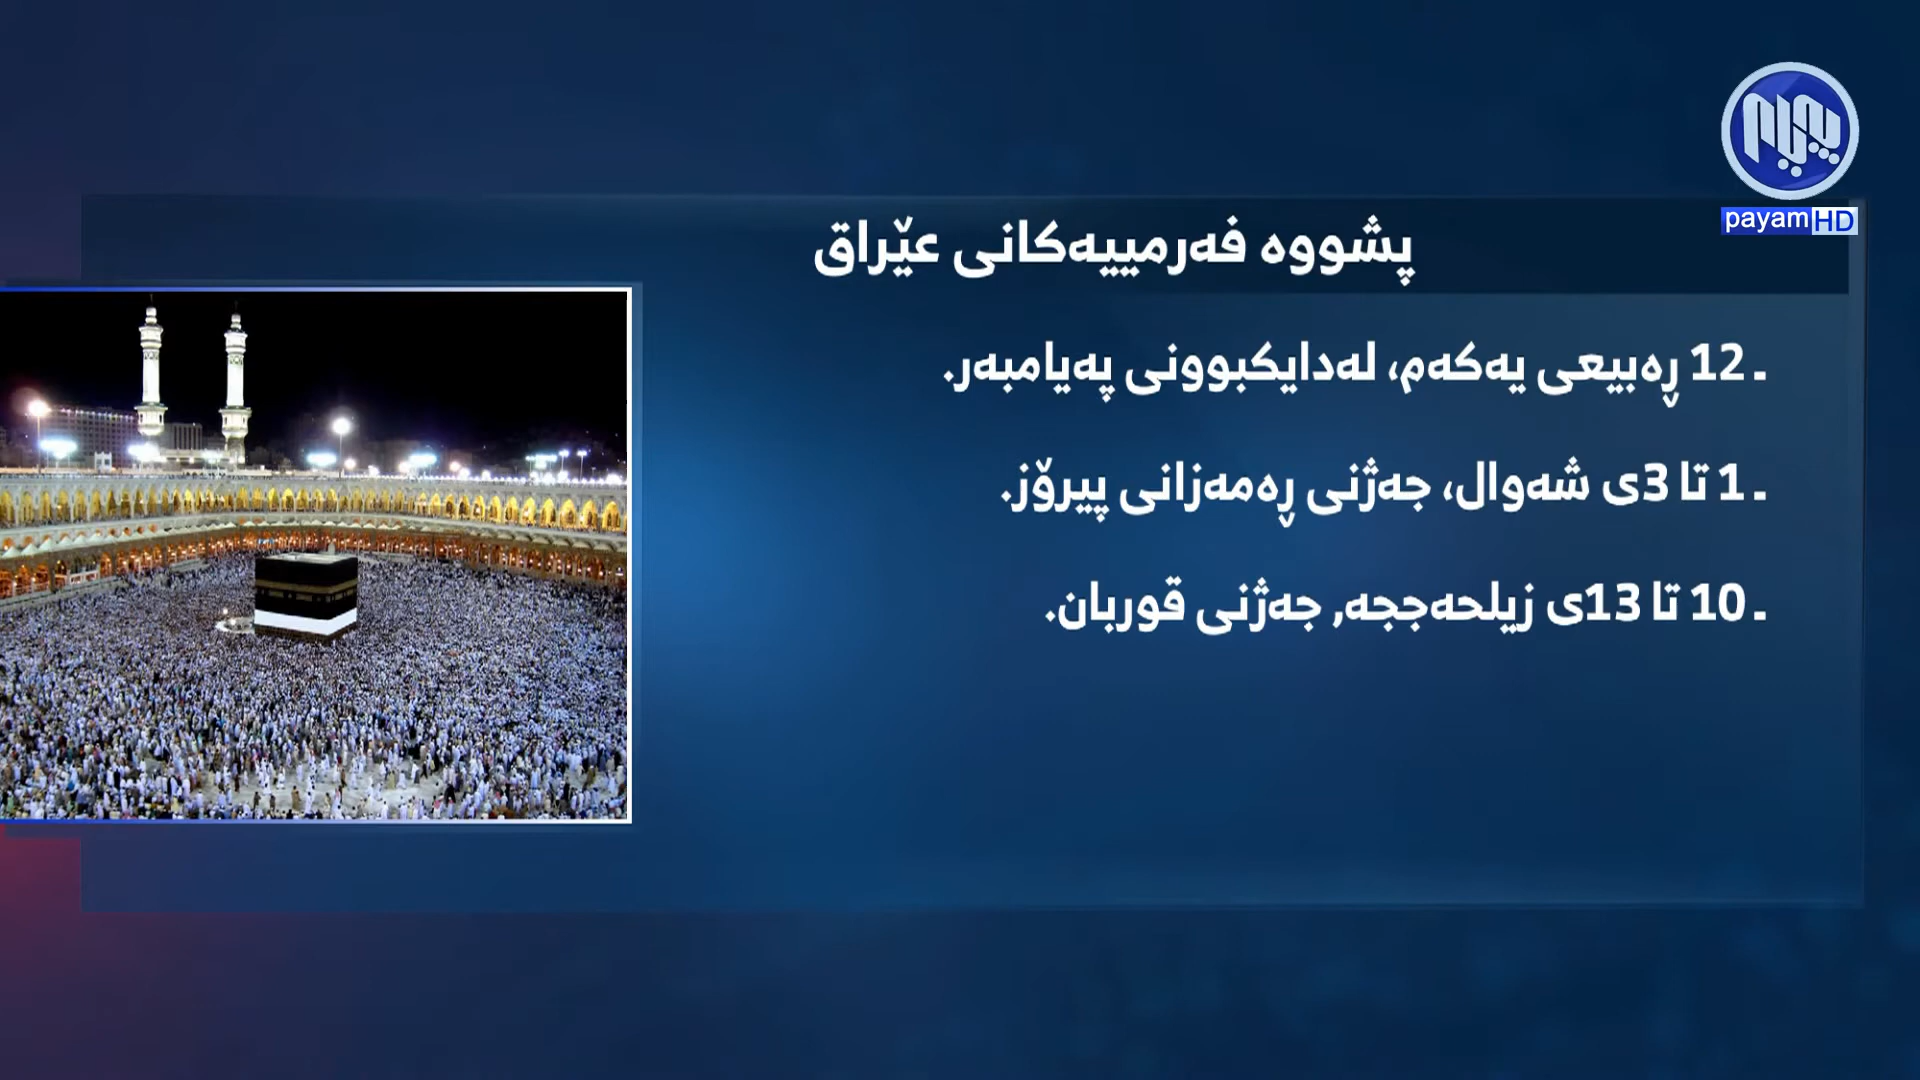 پەیام
payam HD
پشووە فەرمییەکانی عێراق
ـ 12 ڕەبیعی یەکەم، لەدایکبوونی پەیامبەر.
ـ 1 تا 3ی شەوال، جەژنی ڕەمەزانی پیرۆز.
ـ 10 تا 13ی زیلحەججە, جەژنی قوربان.